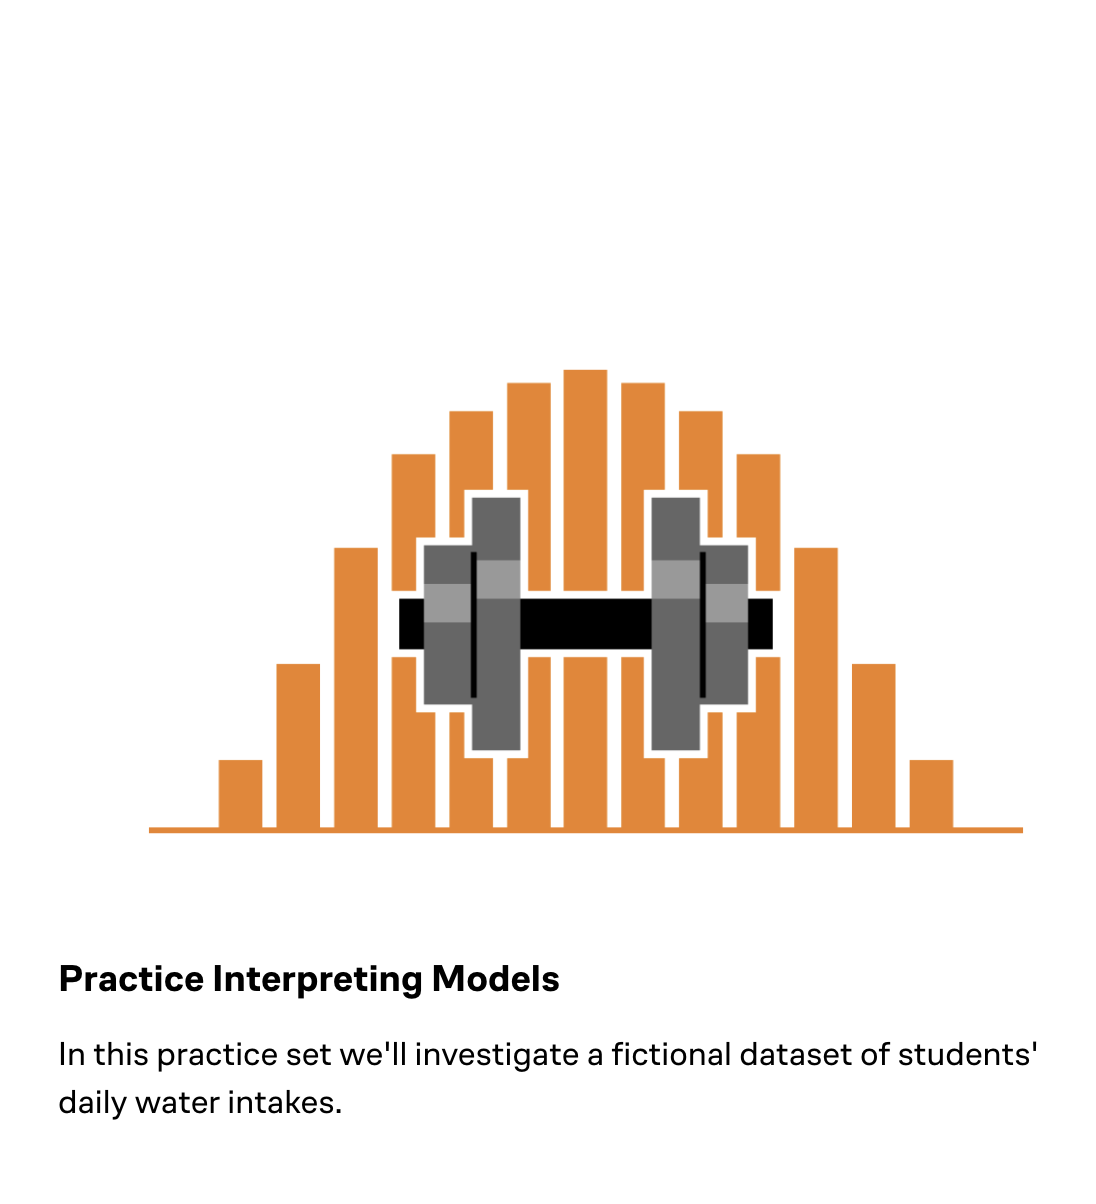 Practice Interpreting Models
In this practice set we'll investigate a fictional dataset of students'
daily water intakes.